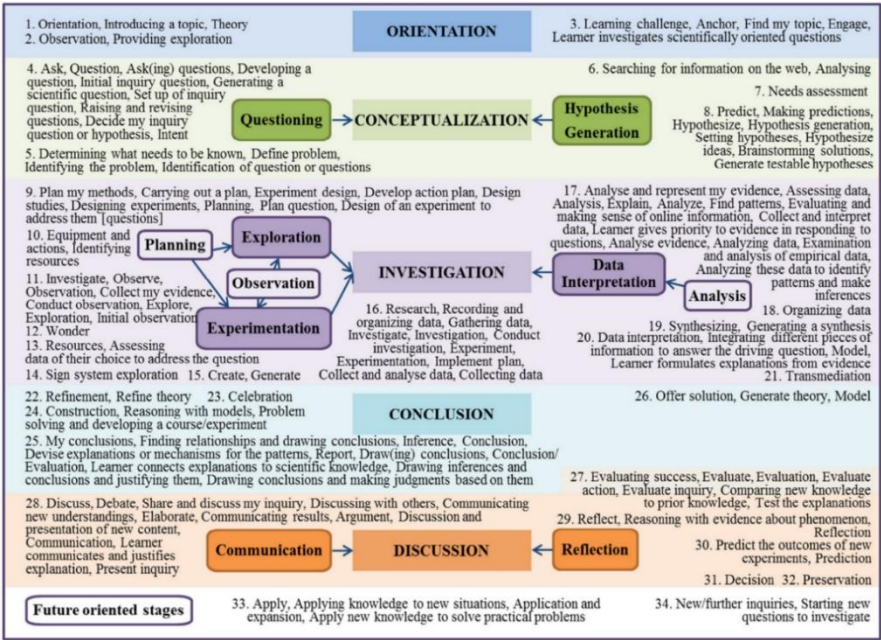 1. Orientation, Introducing a topic, Theory
2. Observation, Providing exploration
ORIENTATION
3. Learning challenge, Anchor, Find my topic, Engage,
Learner investigates scientifically oriented questions
4. Ask, Question, Ask(ing) questions, Developing a
question, Initial inquiry question, Generating a
scientific question, Set up of inquiry
question, Raising and revising
questions, Decide my inquiry
question or hypothesis, Intent
5. Determining what needs to be known, Define problem,
Identifying the problem, Identification of question or questions
Questioning
CONCEPTUALIZATION
Hypothesis
Generation
6. Searching for information on the web, Analysing
7. Needs assessment
8. Predict, Making predictions,
Hypothesize, Hypothesis generation,
Setting hypotheses, Hypothesize
ideas, Brainstorming solutions,
Generate testable hypotheses
9. Plan my methods, Carrying out a plan, Experiment design, Develop action plan, Design
studies, Designing experiments, Planning, Plan question, Design of an experiment to
address them [questions]
10. Equipment and
actions, Identifying
resources
11. Investigate, Observe,
Observation, Collect my evidence,
Conduct observation, Explore,
Exploration, Initial observation
12. Wonder
13. Resources, Assessing
data of their choice to address the question
14. Sign system exploration
15. Create, Generate
Planning
Exploration
Observation
Experimentation
INVESTIGATION
16. Research, Recording and
organizing data, Gathering data,
Investigate, Investigation, Conduct
investigation, Experiment,
Experimentation, Implement plan,
Collect and analyse data, Collecting data
Data
Interpretation
Analysis
17. Analyse and represent my evidence, Assessing data,
Analysis, Explain, Analyze, Find patterns, Evaluating and
making sense of online information, Collect and interpret
data, Learner gives priority to evidence in responding to
questions, Analyse evidence, Analyzing data, Examination
and analysis of empirical data,
Analyzing these data to identify
patterns and make
inferences
18. Organizing data
19. Synthesizing, Generating a synthesis
20. Data interpretation, Integrating different pieces of
information to answer the driving question, Model,
Learner formulates explanations from evidence
21. Transmediation
22. Refinement, Refine theory
23. Celebration
24. Construction, Reasoning with models, Problem
solving and developing a course/experiment
CONCLUSION
25. My conclusions, Finding relationships and drawing conclusions, Inference, Conclusion,
Devise explanations or mechanisms for the patterns, Report, Draw(ing) conclusions, Conclusion/
Evaluation, Learner connects explanations to scientific knowledge, Drawing inferences and
conclusions and justifying them, Drawing conclusions and making judgments based on them
26. Offer solution, Generate theory, Model
27. Evaluating success, Evaluate, Evaluation, Evaluate
action, Evaluate inquiry, Comparing new knowledge
to prior knowledge, Test the explanations
28. Discuss, Debate, Share and discuss my inquiry, Discussing with others, Communicating
new understandings, Elaborate, Communicating results, Argument, Discussion and
presentation of new content,
Communication, Learner
communicates and justifies
explanation, Present inquiry
Communication
DISCUSSION
Reflection
29. Reflect, Reasoning with evidence about phenomenon,
Reflection
30. Predict the outcomes of new
experiments, Prediction
31. Decision 32. Preservation
Future oriented stages
33. Apply, Applying knowledge to new situations, Application and
expansion, Apply new knowledge to solve practical problems
34. New/further inquiries, Starting new
questions to investigate